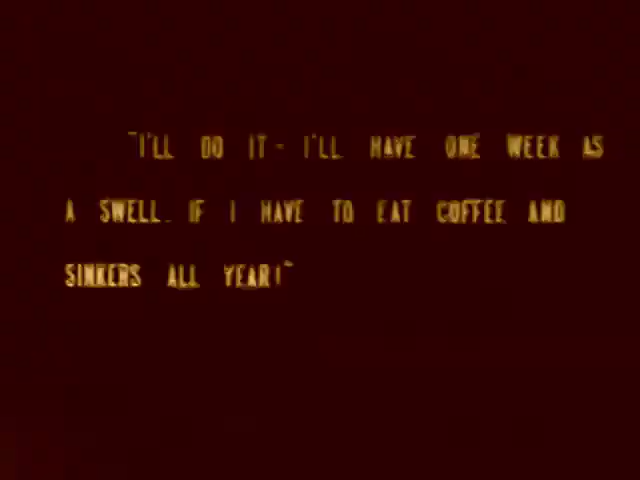 "I'LL DO IT - I'LL HAVE ONE WEEK AS
A SWELL. IF I HAVE TO EAT COFFEE AND
SINKERS ALL YEAR!"